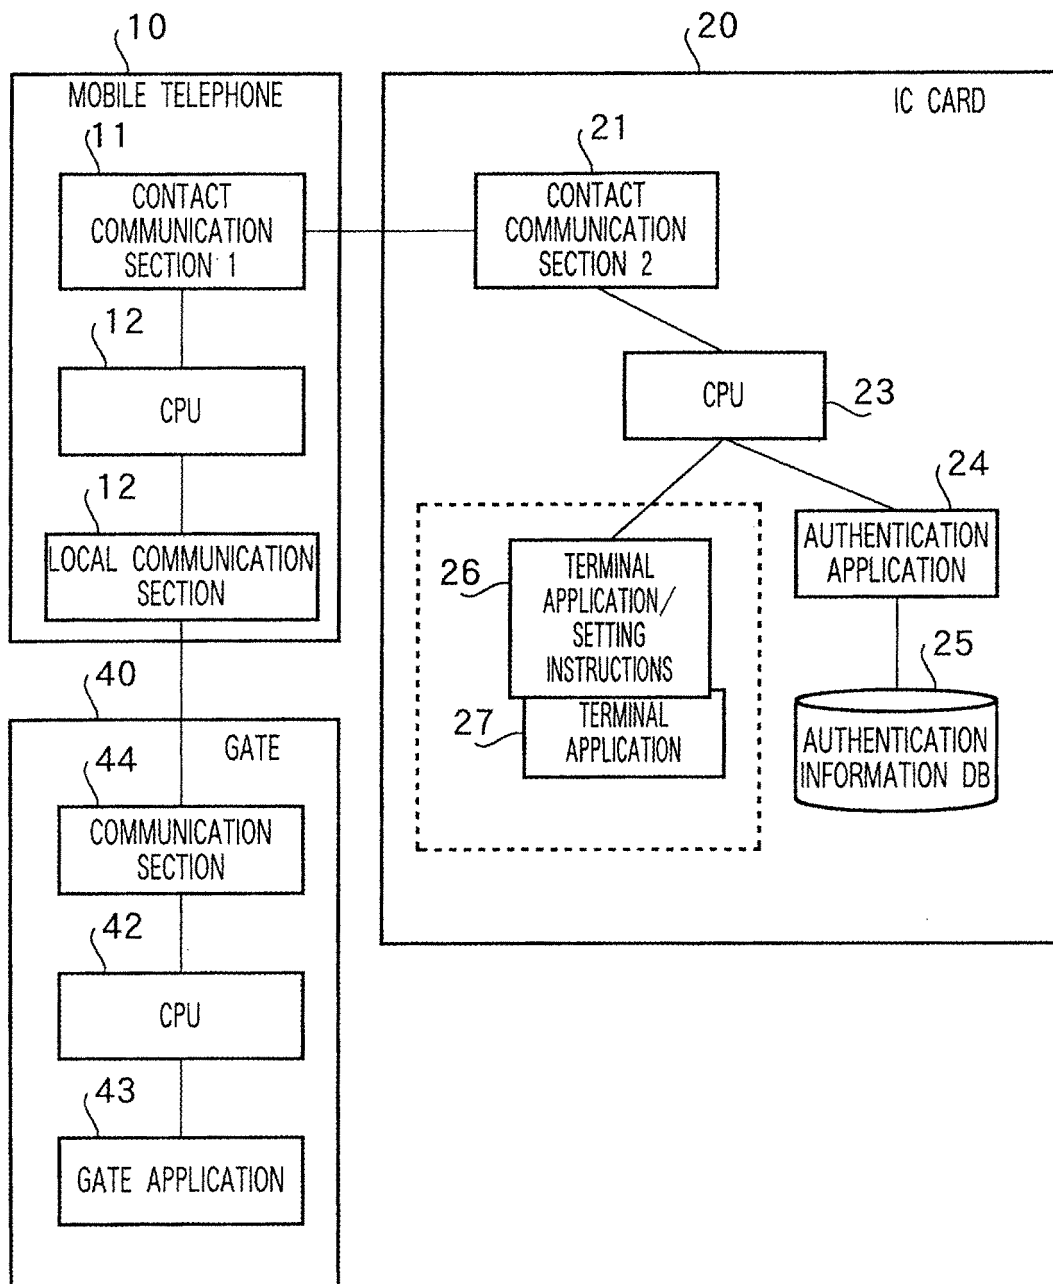 10
MOBILE TELEPHONE
11
CONTACT
COMMUNICATION
SECTION 1
12
CPU
12
LOCAL COMMUNICATION
SECTION
20
IC CARD
21
CONTACT
COMMUNICATION
SECTION 2
CPU
23
24
AUTHENTICATION
APPLICATION
26
TERMINAL
APPLICATION/
SETTING
INSTRUCTIONS
27
TERMINAL
APPLICATION
25
AUTHENTICATION
INFORMATION DB
40
GATE
44
COMMUNICATION
SECTION
42
CPU
43
GATE APPLICATION